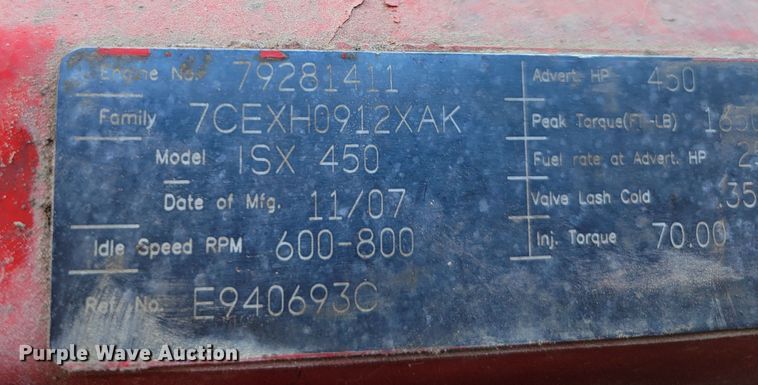 Engine No. 79281411
Family 7CEXH0912XAK
Model ISX 450
Date of Mfg. 11/07
Idle Speed RPM 600-800
Ref. No. E940693C
Advert. HP 450
Peak Torque(FT-LB) 1650
Fuel rate at Advert. HP
Valve Lash Cold .35
Inj. Torque 70.00
Purple Wave Auction